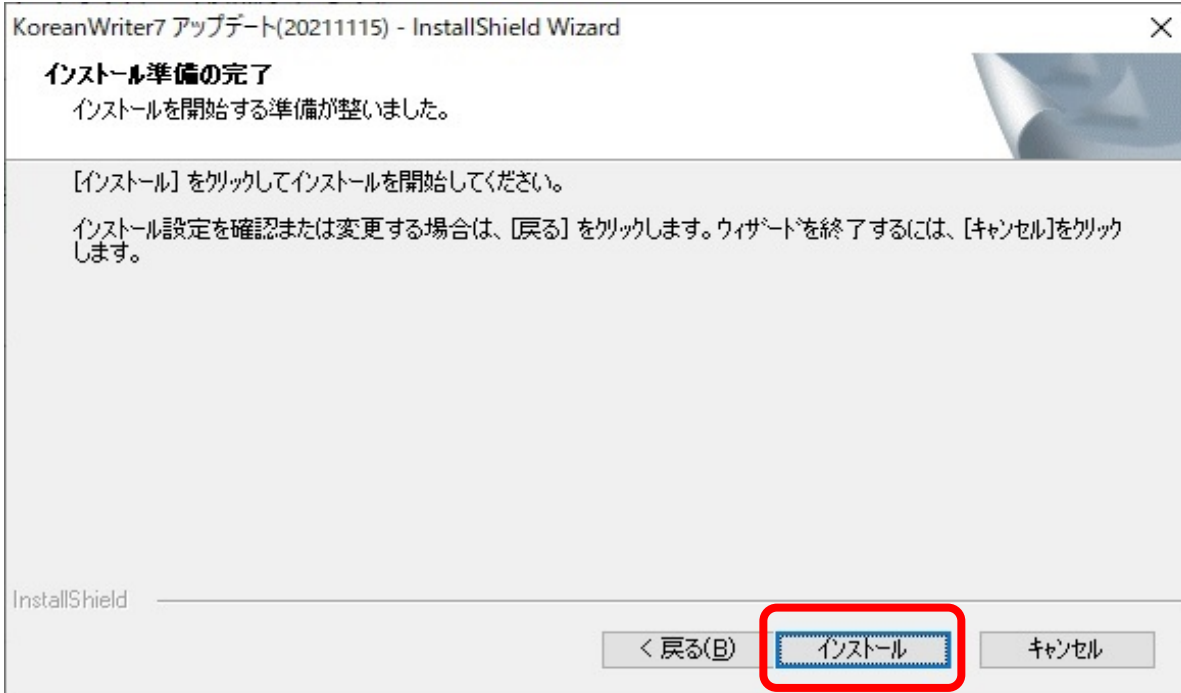 KoreanWriter7 アップデート(20211115) - InstallShield Wizard
インストール準備の完了
インストールを開始する準備が整いました。
[インストール] をクリックしてインストールを開始してください。
インストール設定を確認または変更する場合は、[戻る] をクリックします。ウィザードを終了するには、[キャンセル]をクリック
します。
InstallShield
< 戻る(B)
インストール
キャンセル